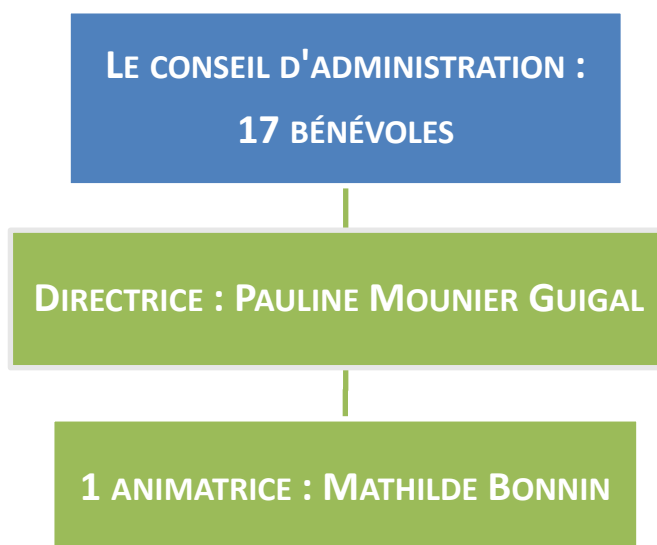 LE CONSEIL D'ADMINISTRATION :
17 BÉNÉVOLES
DIRECTRICE : PAULINE MOUNIER GUIGAL
1 ANIMATRICE : MATHILDE BONNIN